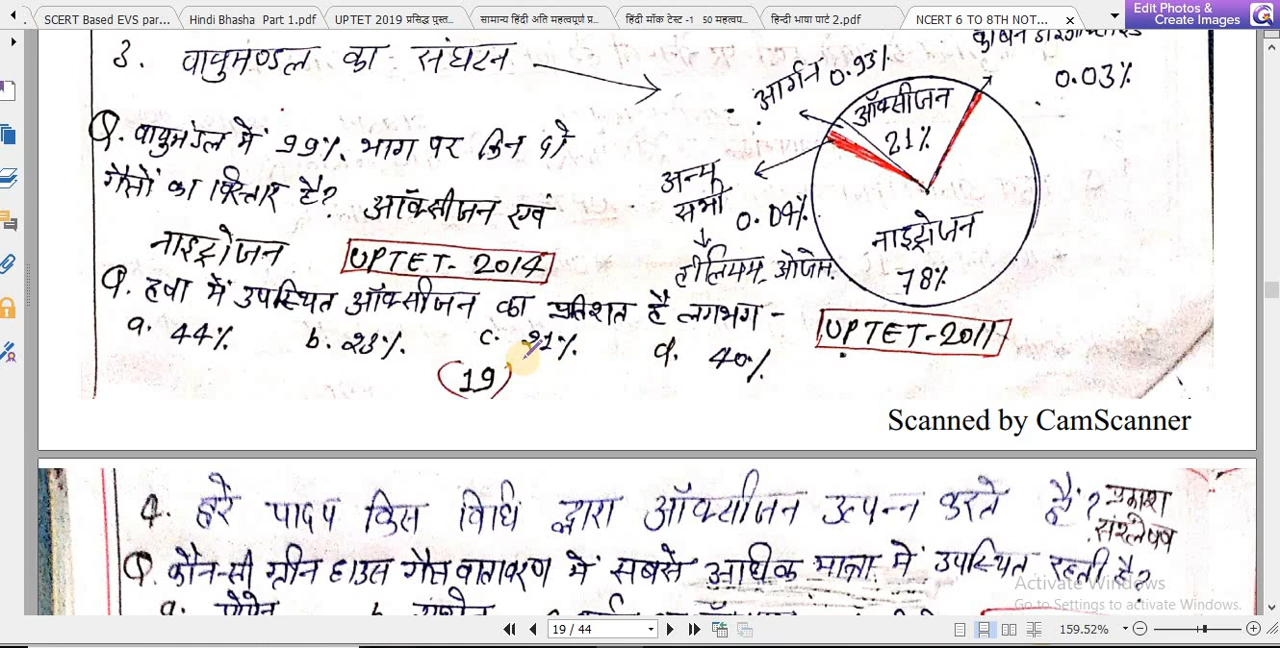 SCERT Based EVS par...
Hindi Bhasha Part 1.pdf
UPTET 2019 प्रसिद्ध पुस्त...
सामान्य हिंदी अति महत्वपूर्ण प्र...
हिंदी मॉक टेस्ट -1 50 महत्वप...
हिन्दी भाषा पार्ट 2.pdf
NCERT 6 TO 8TH NOT...
Edit Photos &
Create Images
3. वायुमण्डल का संघटन
आर्गन 0.93%
0.03%
ऑक्सीजन
21%
अन्य
सभी
0.04%
हीलियम, ओजोन
नाइट्रोजन
78%
Q. वायुमंडल में 99% भाग पर किन दो
गैसों का विस्तार है? ऑक्सीजन एवं
नाइट्रोजन UPTET-2014
Q. हवा में उपस्थित ऑक्सीजन का प्रतिशत है लगभग -
a. 44% b. 23% c. 21% d. 40%
UPTET-2011
19
Scanned by CamScanner
4. हरे पादप किस विधि द्वारा ऑक्सीजन उत्पन्न करते हैं? प्रकाश
संश्लेषण
Q. कौन-सी ग्रीन हाउस गैस वातावरण में सबसे अधिक मात्रा में उपस्थित रहती है?
Activate Windows
Go to Settings to activate Windows.
19 / 44
159.52%